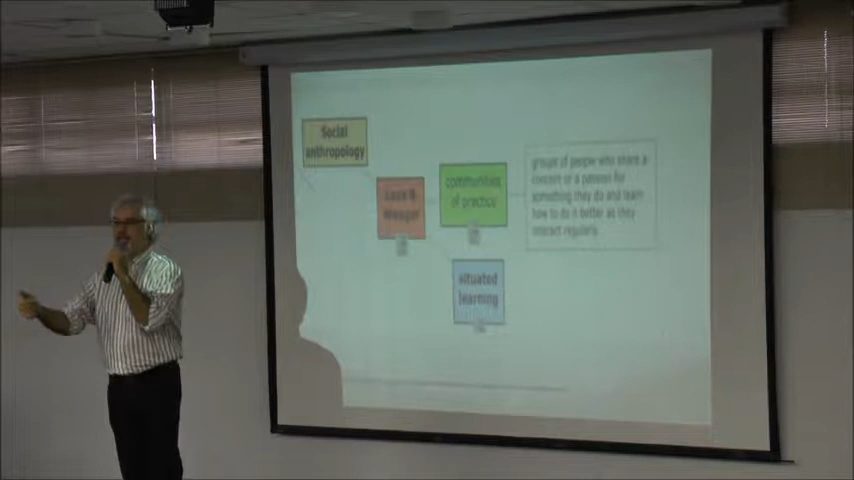 Social
anthropology
Lave &
Wenger
communities
of practice
groups of people who share a
concern or a passion for
something they do and learn
how to do it better as they
interact regularly.
situated
learning